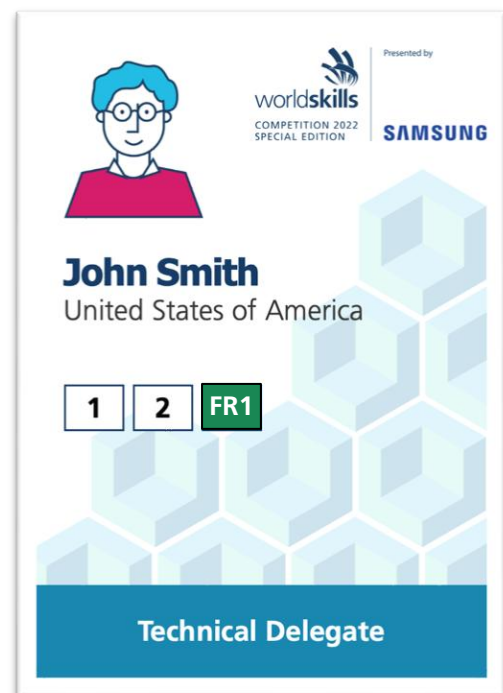 Presented by
worldskills
COMPETITION 2022
SPECIAL EDITION
SAMSUNG
John Smith
United States of America
1 2 FR1
Technical Delegate